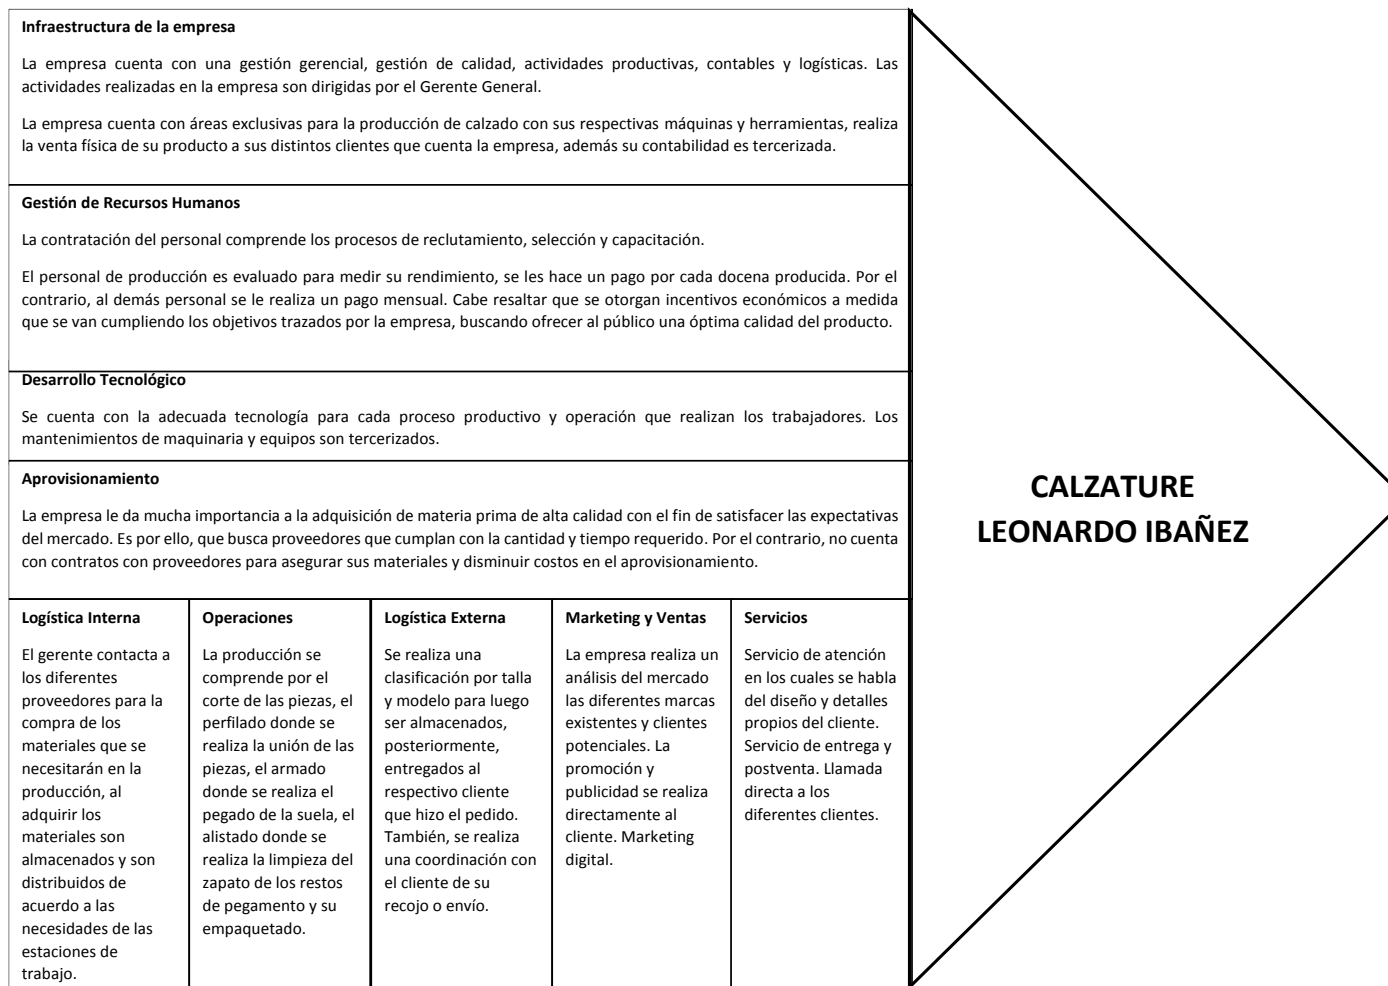 Infraestructura de la empresa
La empresa cuenta con una gestión gerencial, gestión de calidad, actividades productivas, contables y logísticas. Las
actividades realizadas en la empresa son dirigidas por el Gerente General.
La empresa cuenta con áreas exclusivas para la producción de calzado con sus respectivas máquinas y herramientas, realiza
la venta física de su producto a sus distintos clientes que cuenta la empresa, además su contabilidad es tercerizada.
Gestión de Recursos Humanos
La contratación del personal comprende los procesos de reclutamiento, selección y capacitación.
El personal de producción es evaluado para medir su rendimiento, se les hace un pago por cada docena producida. Por el
contrario, al demás personal se le realiza un pago mensual. Cabe resaltar que se otorgan incentivos económicos a medida
que se van cumpliendo los objetivos trazados por la empresa, buscando ofrecer al público una óptima calidad del producto.
Desarrollo Tecnológico
Se cuenta con la adecuada tecnología para cada proceso productivo y operación que realizan los trabajadores. Los
mantenimientos de maquinaria y equipos son tercerizados.
Aprovisionamiento
La empresa le da mucha importancia a la adquisición de materia prima de alta calidad con el fin de satisfacer las expectativas
del mercado. Es por ello, que busca proveedores que cumplan con la cantidad y tiempo requerido. Por el contrario, no cuenta
con contratos con proveedores para asegurar sus materiales y disminuir costos en el aprovisionamiento.
Logística Interna
El gerente contacta a
los diferentes
proveedores para la
compra de los
materiales que se
necesitarán en la
producción, al
adquirir los
materiales son
almacenados y son
distribuidos de
acuerdo a las
necesidades de las
estaciones de
trabajo.
Operaciones
La producción se
comprende por el
corte de las piezas, el
perfilado donde se
realiza la unión de las
piezas, el armado
donde se realiza el
pegado de la suela, el
alistado donde se
realiza la limpieza del
zapato de los restos
de pegamento y su
empaquetado.
Logística Externa
Se realiza una
clasificación por talla
y modelo para luego
ser almacenados,
posteriormente,
entregados al
respectivo cliente
que hizo el pedido.
También, se realiza
una coordinación con
el cliente de su
recojo o envío.
Marketing y Ventas
La empresa realiza un
análisis del mercado
las diferentes marcas
existentes y clientes
potenciales. La
promoción y
publicidad se realiza
directamente al
cliente. Marketing
digital.
Servicios
Servicio de atención
en los cuales se habla
del diseño y detalles
propios del cliente.
Servicio de entrega y
postventa. Llamada
directa a los
diferentes clientes.
CALZATURE
LEONARDO IBAÑEZ